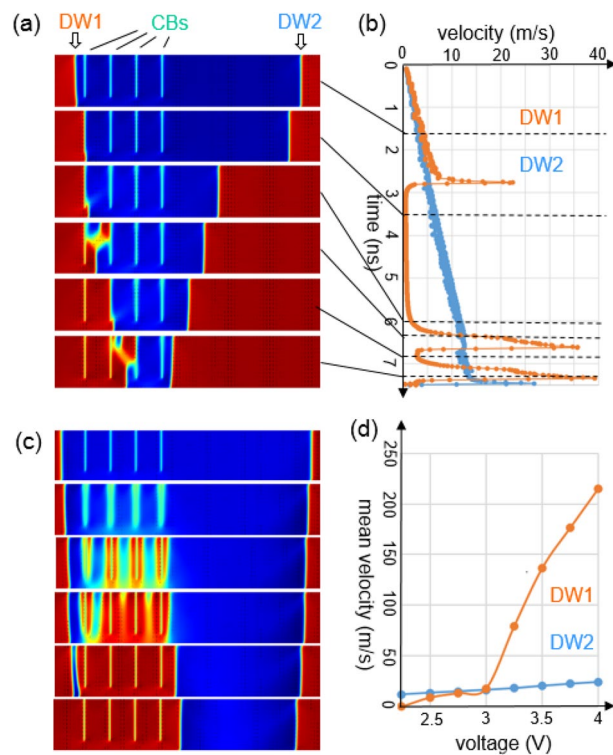 (a)
DW1
CBs
DW2
(b)
velocity (m/s)
0 10 20 30 40
0
1
2
3
4
5
6
7
time (ns)
DW1
DW2
(c)
(d)
250
200
150
100
50
0
mean velocity (m/s)
DW1
DW2
2.5 3 3.5 4
voltage (V)